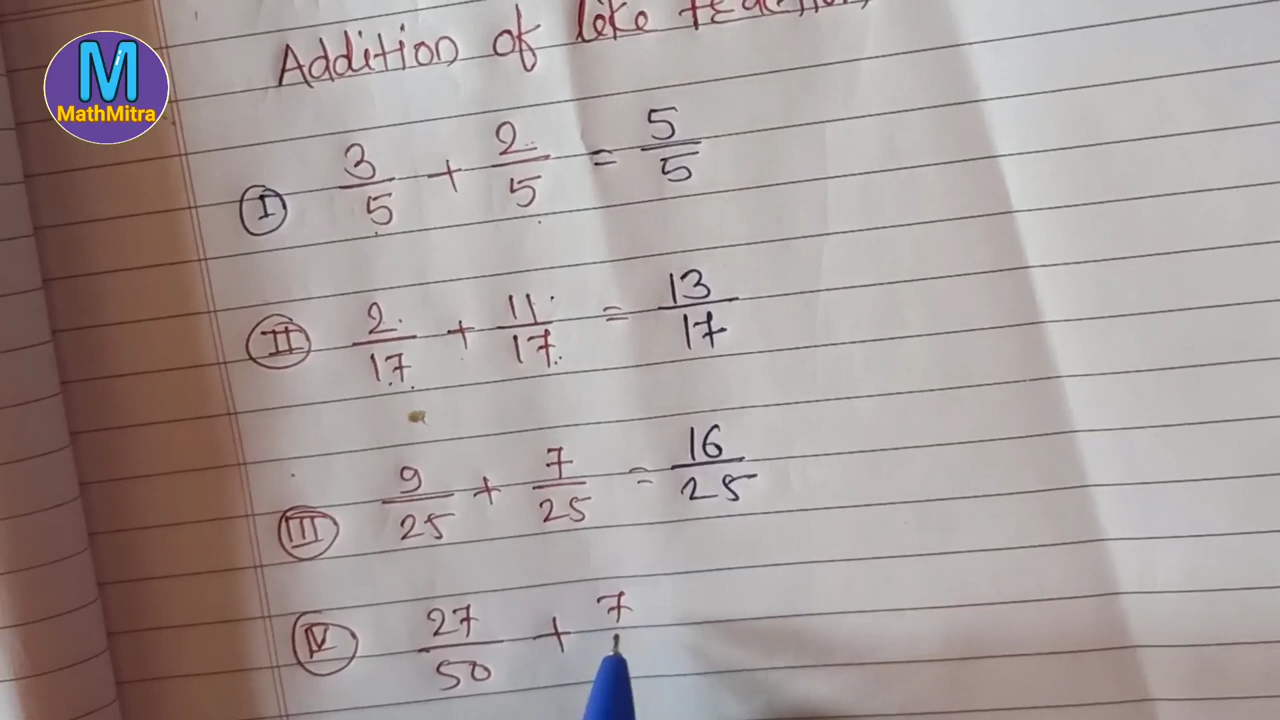 M
MathMitra
Addition of like fraction
I 3/5 + 2/5 = 5/5
II 2/17 + 11/17 = 13/17
III 9/25 + 7/25 = 16/25
IV 27/50 + 7